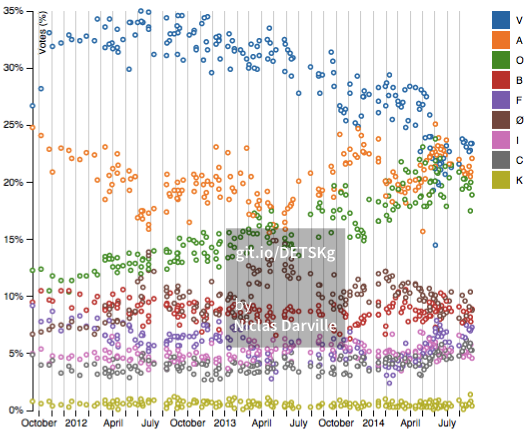 35%
Votes (%)
30%
25%
20%
15%
10%
5%
0%
October 2012 April July October 2013 April July October 2014 April July
V
A
O
B
F
Ø
I
C
K
git.io/DETSKg
by
Niclas Darville